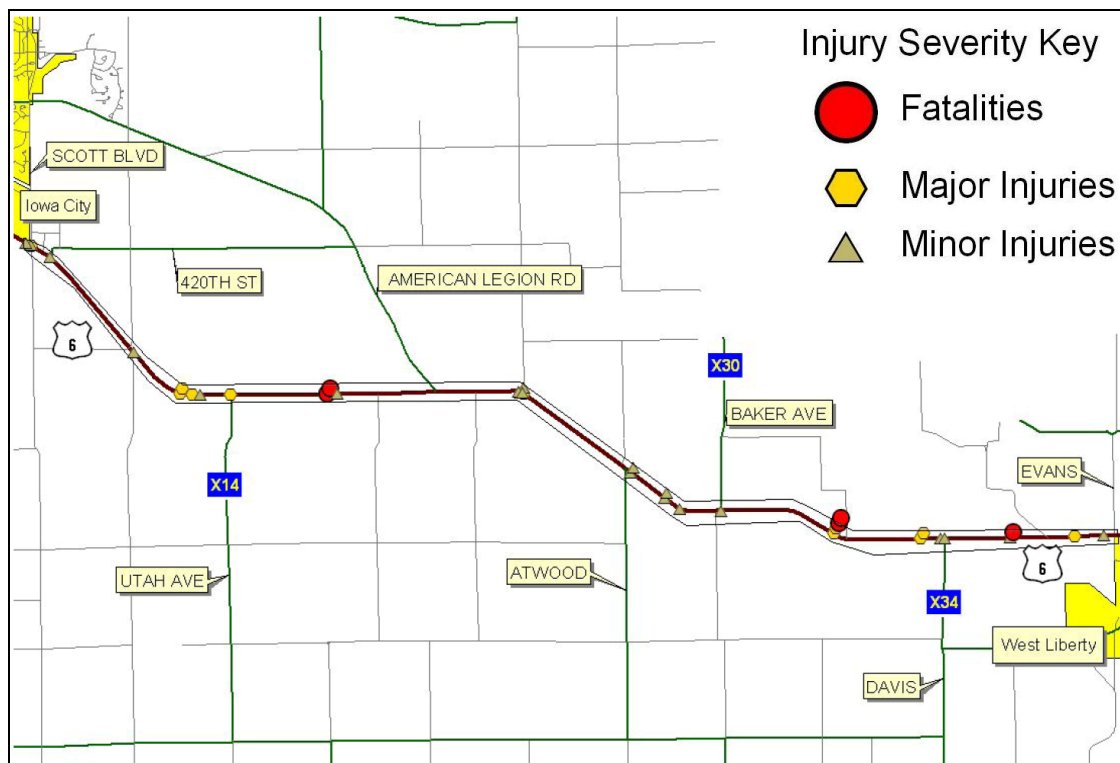 Injury Severity Key
Fatalities
Major Injuries
Minor Injuries
SCOTT BLVD
Iowa City
420TH ST
AMERICAN LEGION RD
6
X30
BAKER AVE
EVANS
X14
UTAH AVE
ATWOOD
6
X34
West Liberty
DAVIS